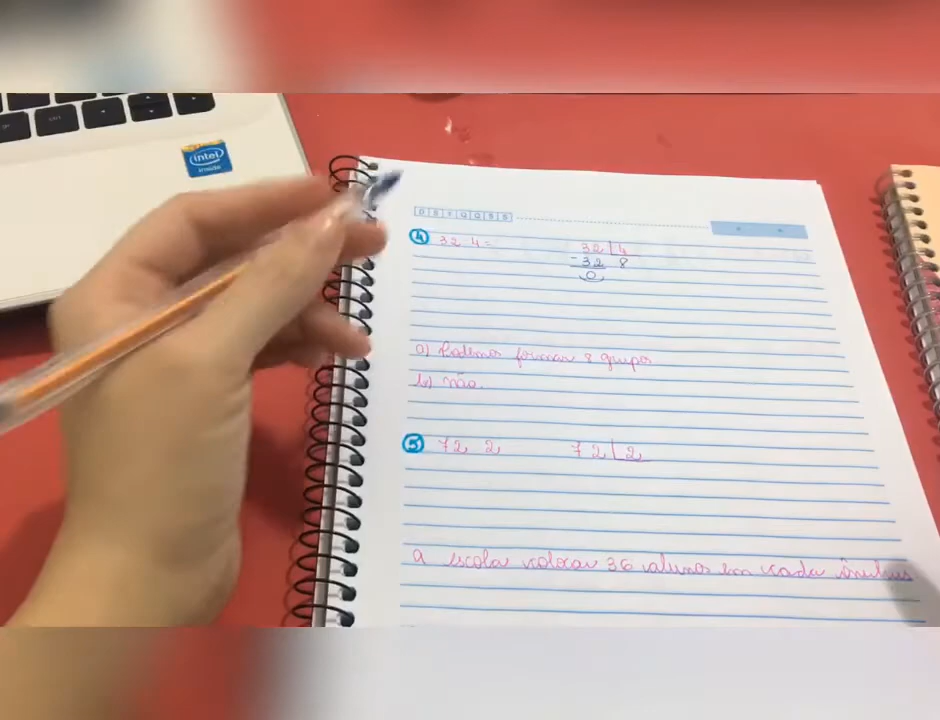 intel
D S T Q Q S S
4 32 4= 32 4
-32 8
0
a) Podemos formar 8 grupos
b) não.
5 72 2 72 2
a escola colocar 36 alunos em cada ônibus